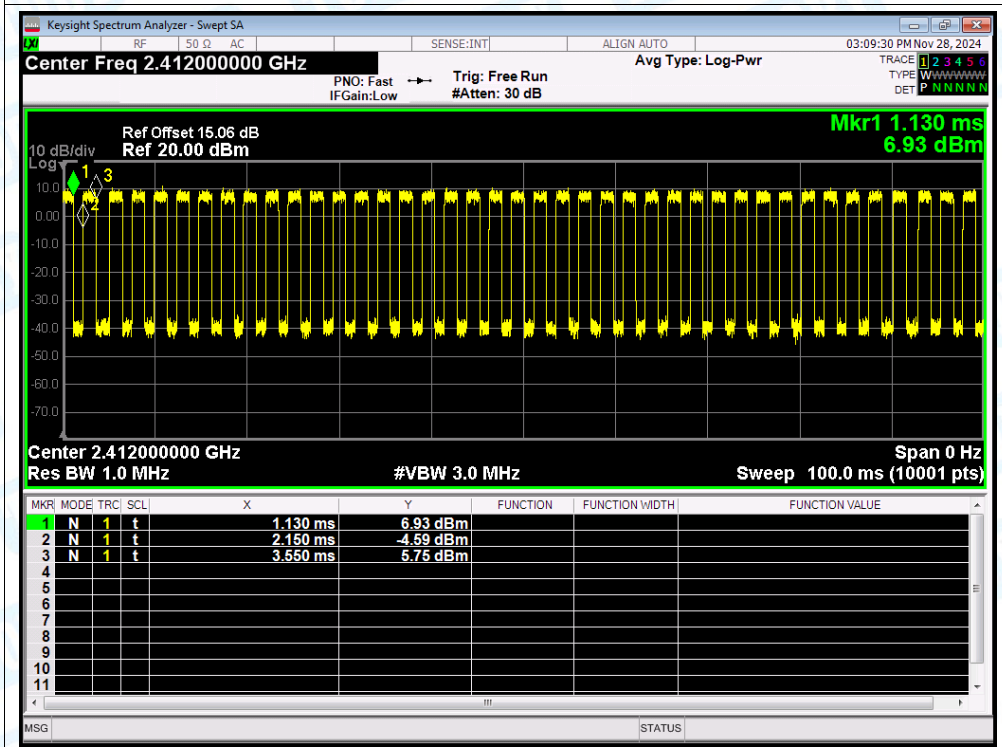 Keysight Spectrum Analyzer - Swept SA
LXI RF 50 Ω AC SENSE:INT ALIGN AUTO 03:09:30 PM Nov 28, 2024
Center Freq 2.412000000 GHz Avg Type: Log-Pwr TRACE 1 2 3 4 5 6
PNO: Fast Trig: Free Run TYPE W
IFGain:Low #Atten: 30 dB DET P N N N N N
Mkr1 1.130 ms
Ref Offset 15.06 dB
10 dB/div Ref 20.00 dBm 6.93 dBm
Log
1 3
10.0
2
0.00
-10.0
-20.0
-30.0
-40.0
-50.0
-60.0
-70.0
Center 2.412000000 GHz Span 0 Hz
Res BW 1.0 MHz #VBW 3.0 MHz Sweep 100.0 ms (10001 pts)
MKR MODE TRC SCL X Y FUNCTION FUNCTION WIDTH FUNCTION VALUE
1 N 1 t 1.130 ms 6.93 dBm
2 N 1 t 2.150 ms -4.59 dBm
3 N 1 t 3.550 ms 5.75 dBm
4
5
6
7
8
9
10
11
MSG STATUS